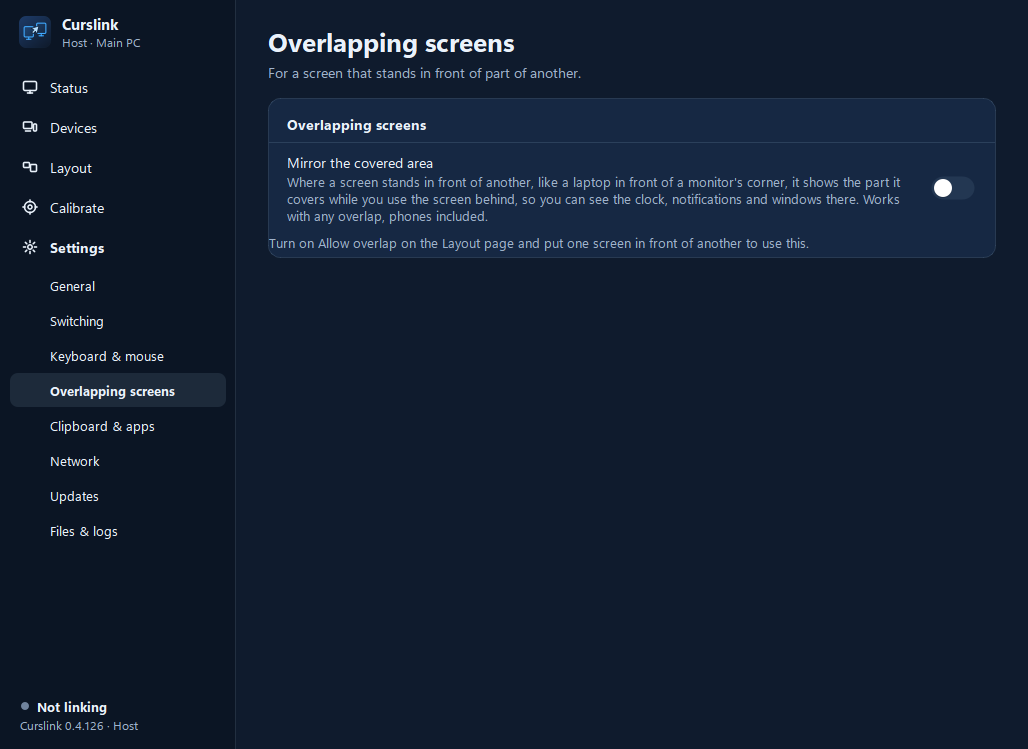 Curslink
Host · Main PC
Status
Devices
Layout
Calibrate
Settings
General
Switching
Keyboard & mouse
Overlapping screens
Clipboard & apps
Network
Updates
Files & logs
Not linking
Curslink 0.4.126 · Host
Overlapping screens
For a screen that stands in front of part of another.
Overlapping screens
Mirror the covered area
Where a screen stands in front of another, like a laptop in front of a monitor's corner, it shows the part it
covers while you use the screen behind, so you can see the clock, notifications and windows there. Works
with any overlap, phones included.
Turn on Allow overlap on the Layout page and put one screen in front of another to use this.